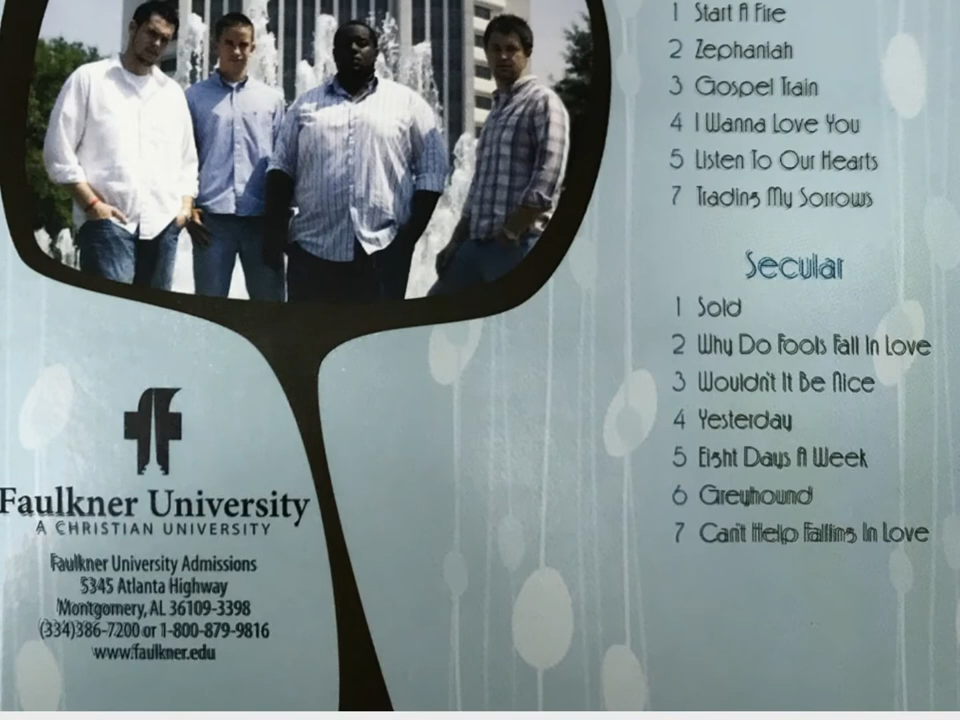 1 Start A Fire
2 Zephaniah
3 Gospel Train
4 I Wanna Love You
5 Listen To Our Hearts
7 Trading My Sorrows
Secular
1 Sold
2 Why Do Fools Fall In Love
3 Wouldn't It Be Nice
4 Yesterday
5 Eight Days A Week
6 Greyhound
7 Can't Help Falling In Love
Faulkner University
A CHRISTIAN UNIVERSITY
Faulkner University Admissions
5345 Atlanta Highway
Montgomery, AL 36109-3398
(334)386-7200 or 1-800-879-9816
www.faulkner.edu